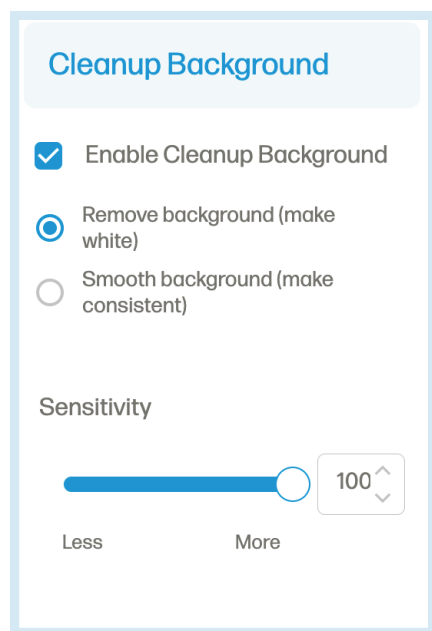 Cleanup Background
Enable Cleanup Background
Remove background (make
white)
Smooth background (make
consistent)
Sensitivity
100
Less More